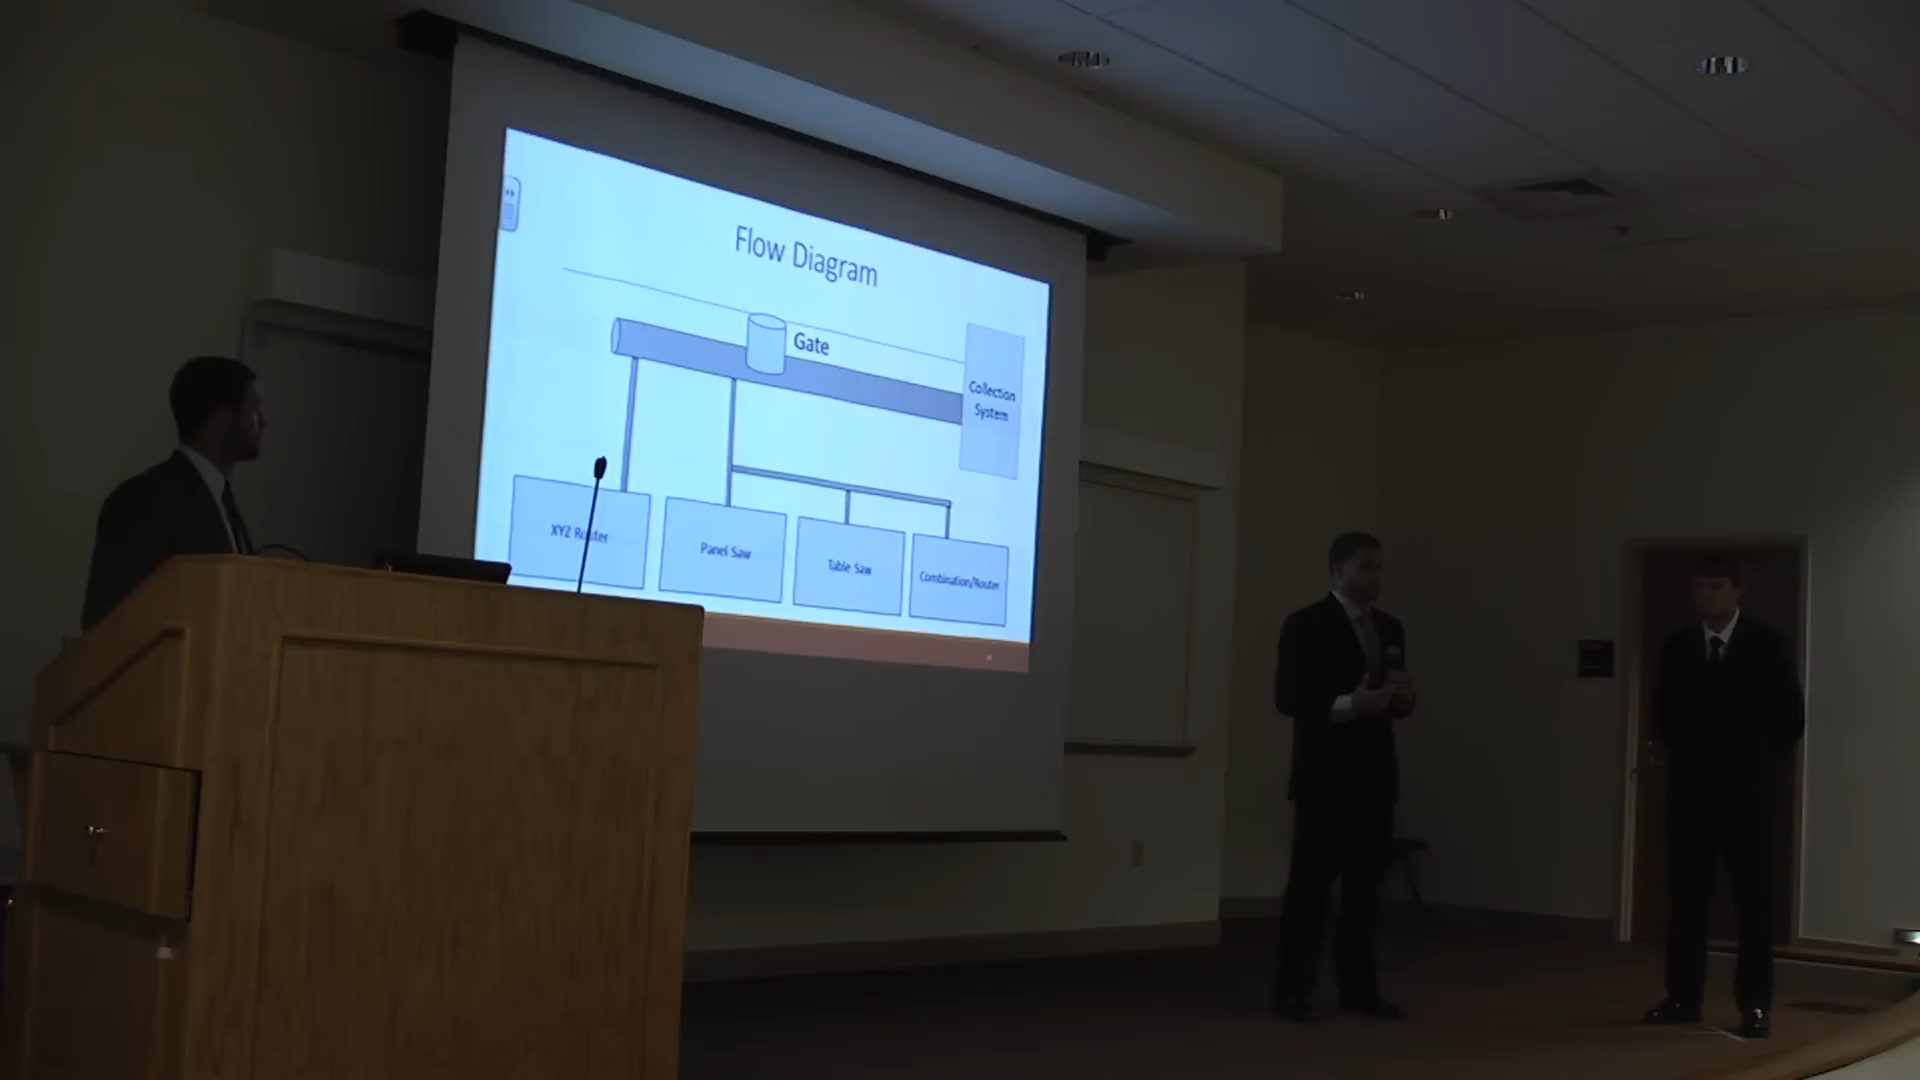 Flow Diagram
Gate
Collection
System
XYZ Router
Panel Saw
Table Saw
Combination/Router